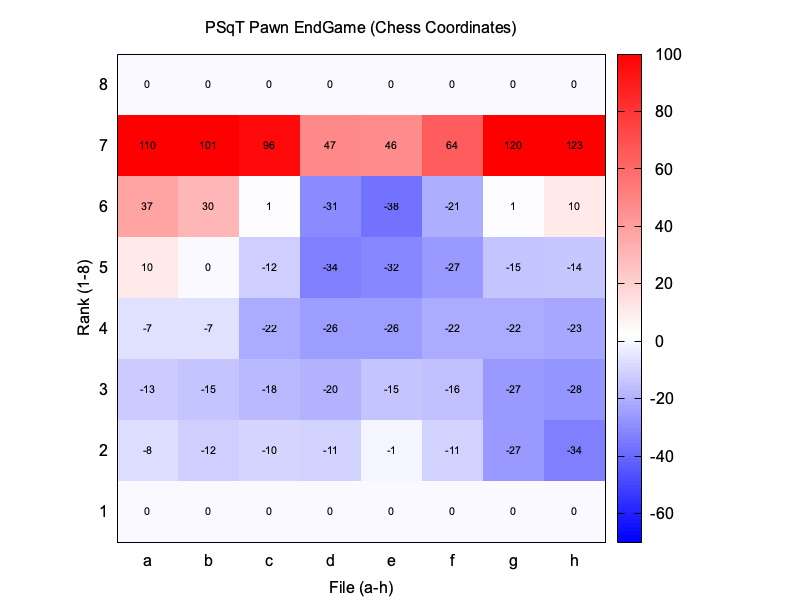 PSqT Pawn EndGame (Chess Coordinates)
8 0 0 0 0 0 0 0 0
7 110 101 96 47 46 64 120 123
6 37 30 1 -31 -38 -21 1 10
5 10 0 -12 -34 -32 -27 -15 -14
4 -7 -7 -22 -26 -26 -22 -22 -23
3 -13 -15 -18 -20 -15 -16 -27 -28
2 -8 -12 -10 -11 -1 -11 -27 -34
1 0 0 0 0 0 0 0 0
a b c d e f g h
File (a-h)
Rank (1-8)
100
80
60
40
20
0
-20
-40
-60